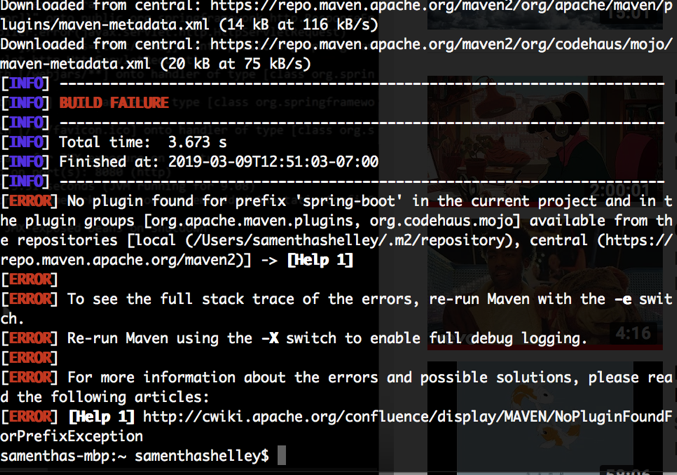 Downloaded from central: https://repo.maven.apache.org/maven2/org/apache/maven/p
lugins/maven-metadata.xml (14 kB at 116 kB/s)
Downloaded from central: https://repo.maven.apache.org/maven2/org/codehaus/mojo/
maven-metadata.xml (20 kB at 75 kB/s)
[INFO] ------------------------------------------------------------------------
[INFO] BUILD FAILURE
[INFO] ------------------------------------------------------------------------
[INFO] Total time:  3.673 s
[INFO] Finished at: 2019-03-09T12:51:03-07:00
[INFO] ------------------------------------------------------------------------
[ERROR] No plugin found for prefix 'spring-boot' in the current project and in t
he plugin groups [org.apache.maven.plugins, org.codehaus.mojo] available from th
e repositories [local (/Users/samenthashelley/.m2/repository), central (https://
repo.maven.apache.org/maven2)] -> [Help 1]
[ERROR]
[ERROR] To see the full stack trace of the errors, re-run Maven with the -e swit
ch.
[ERROR] Re-run Maven using the -X switch to enable full debug logging.
[ERROR]
[ERROR] For more information about the errors and possible solutions, please rea
d the following articles:
[ERROR] [Help 1] http://cwiki.apache.org/confluence/display/MAVEN/NoPluginFoundF
orPrefixException
samenthas-mbp:~ samenthashelley$
15:01
2:00:01
4:16